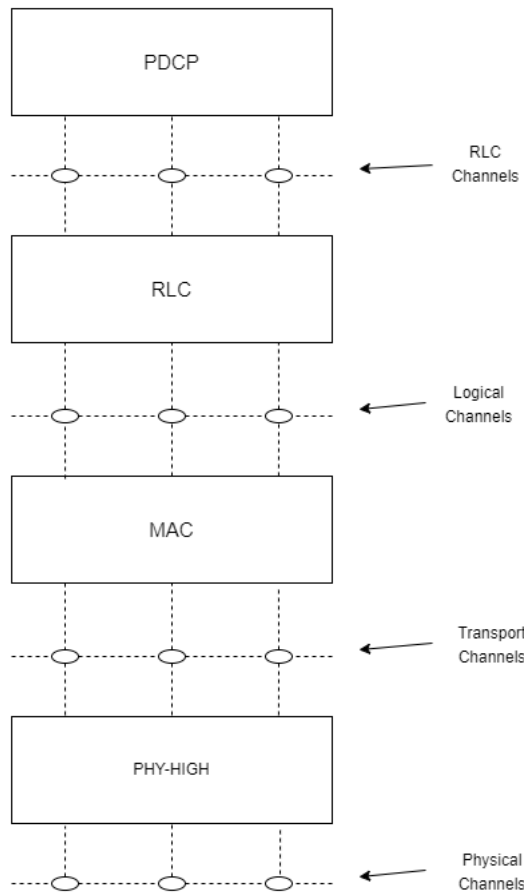 PDCP
RLC
Channels
RLC
Logical
Channels
MAC
Transport
Channels
PHY-HIGH
Physical
Channels